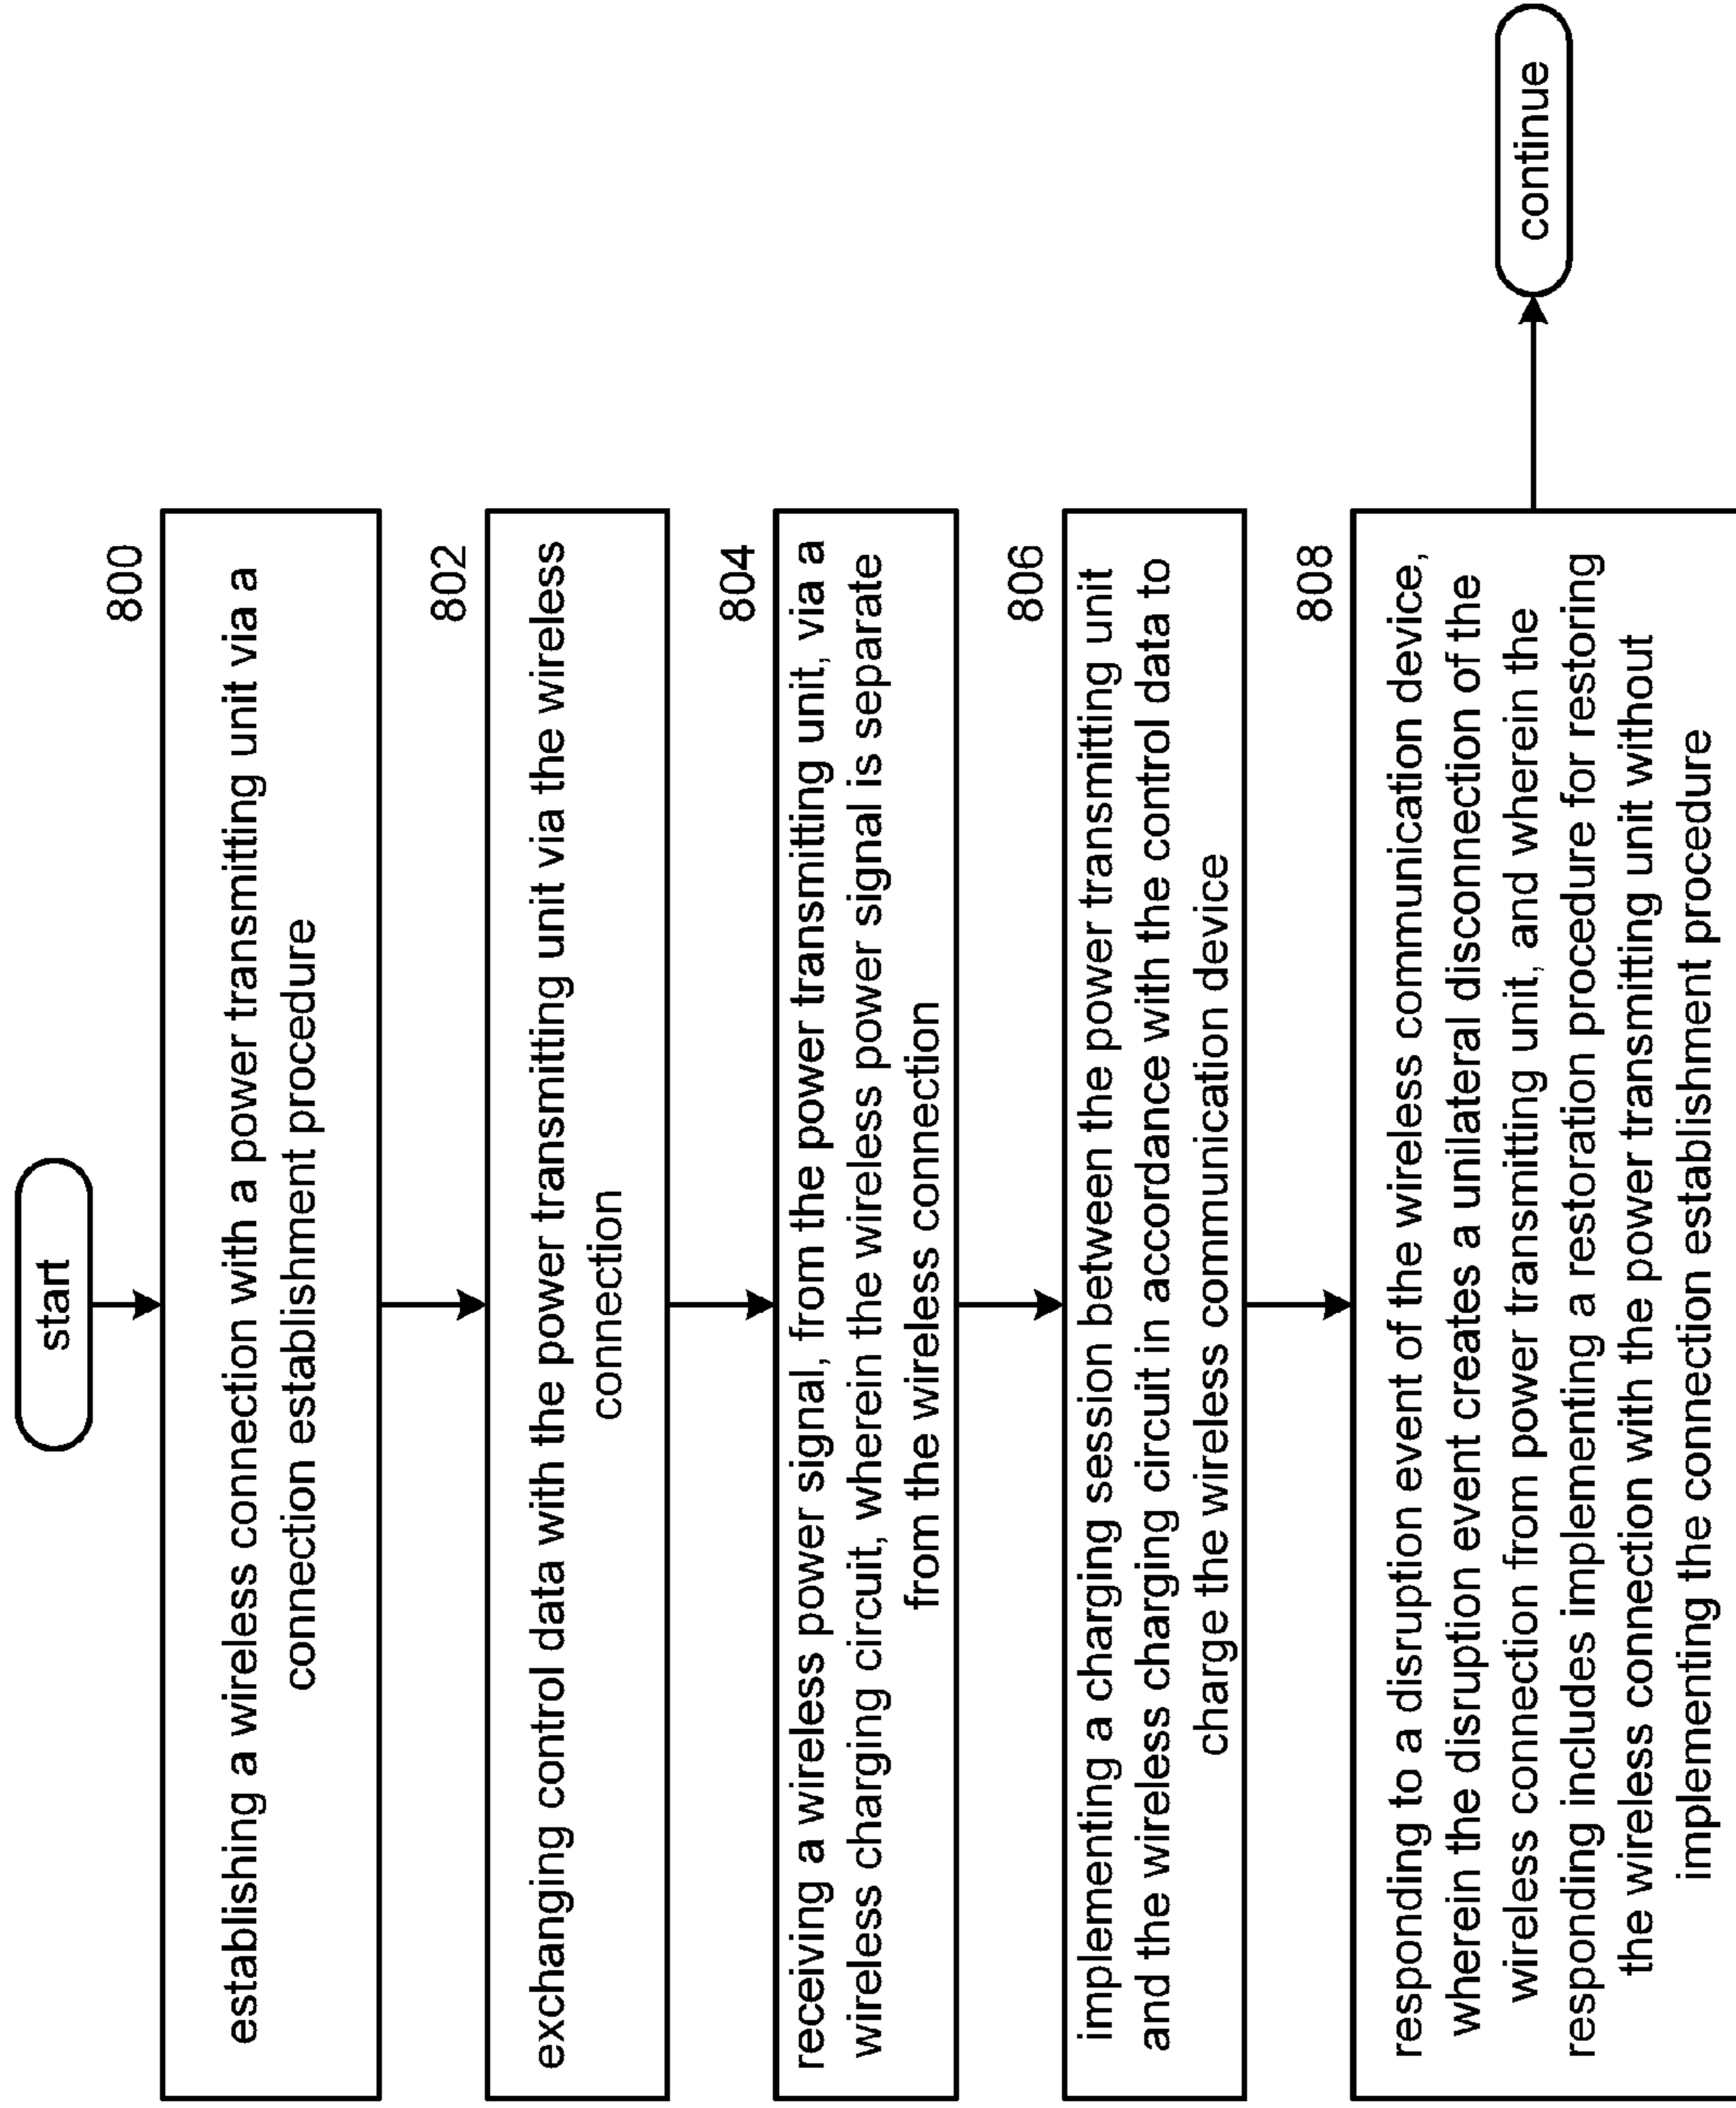 start
800
establishing a wireless connection with a power transmitting unit via a
connection establishment procedure
802
exchanging control data with the power transmitting unit via the wireless
connection
804
receiving a wireless power signal, from the power transmitting unit, via a
wireless charging circuit, wherein the wireless power signal is separate
from the wireless connection
806
implementing a charging session between the power transmitting unit
and the wireless charging circuit in accordance with the control data to
charge the wireless communication device
808
responding to a disruption event of the wireless communication device,
wherein the disruption event creates a unilateral disconnection of the
wireless connection from power transmitting unit, and wherein the
responding includes implementing a restoration procedure for restoring
the wireless connection with the power transmitting unit without
implementing the connection establishment procedure
continue